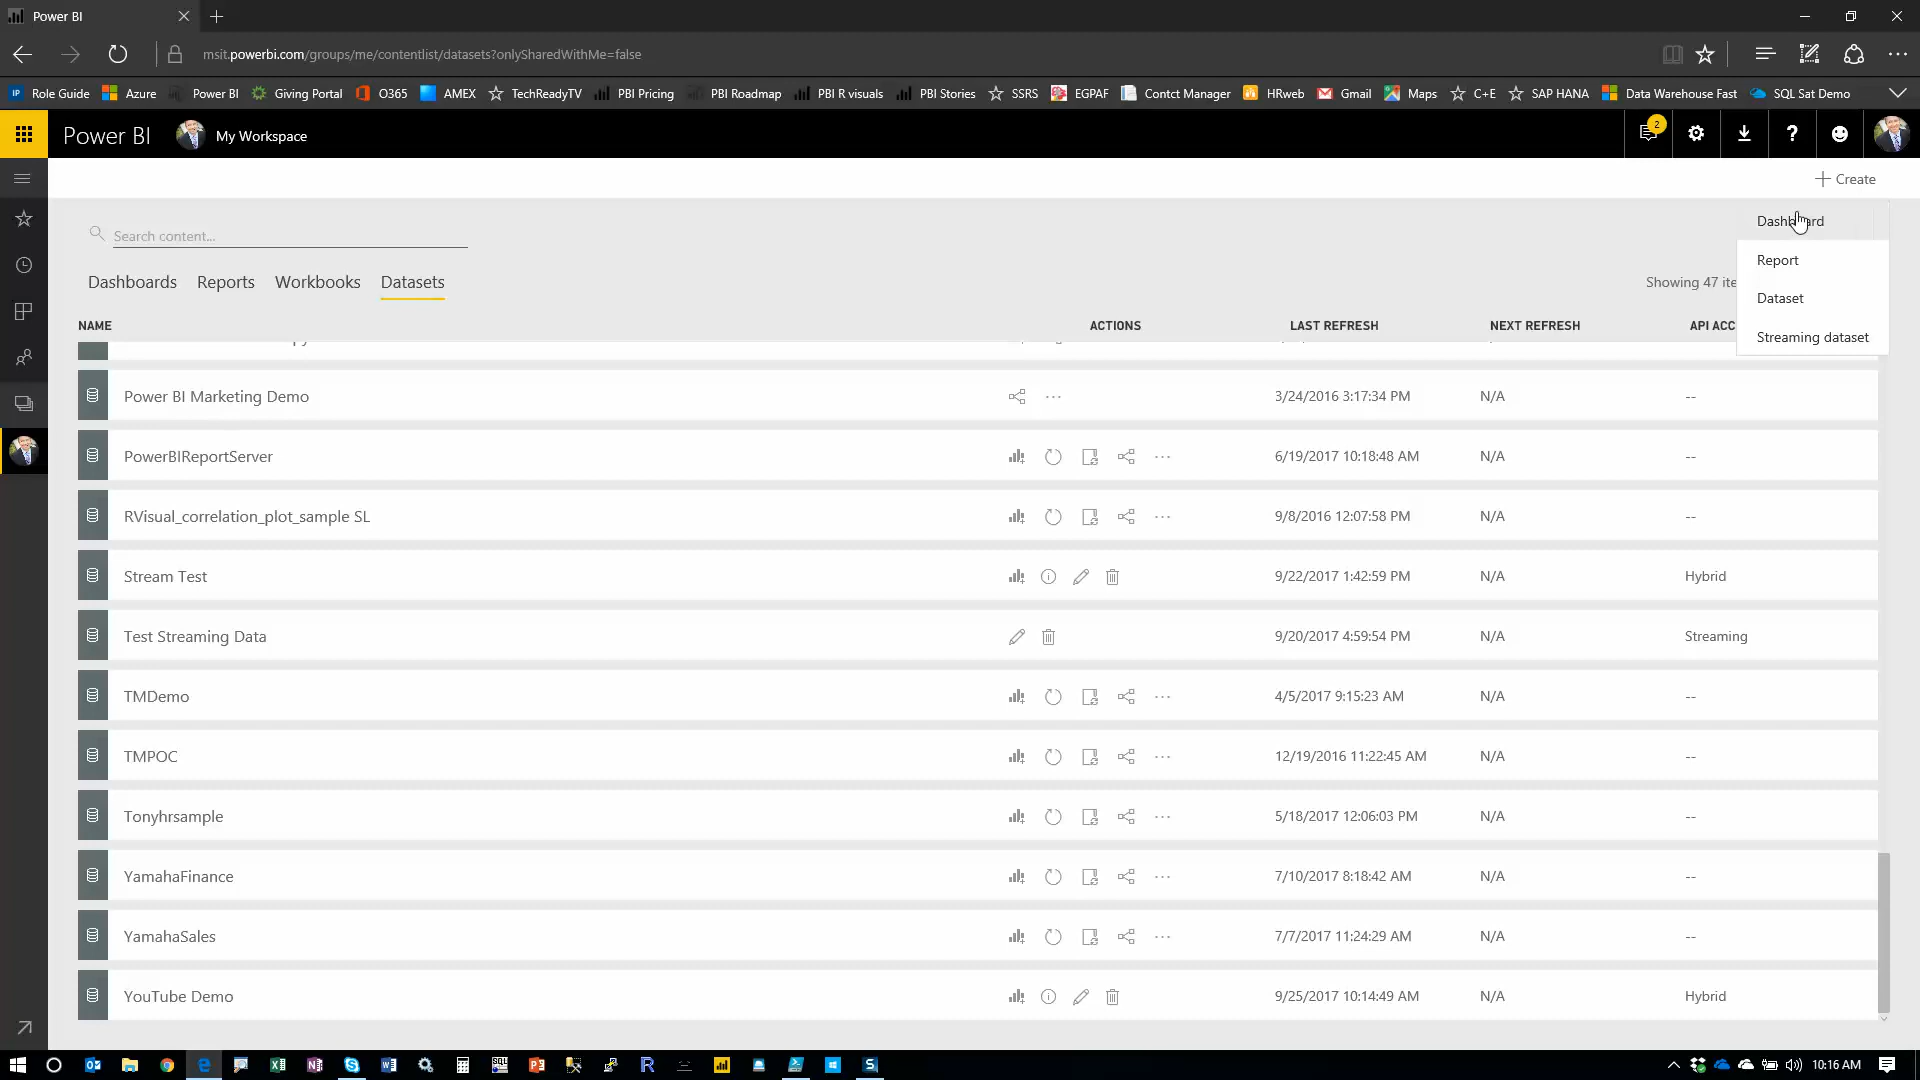 Power BI
msit.powerbi.com/groups/me/contentlist/datasets?onlySharedWithMe=false
IP Role Guide Azure Power BI Giving Portal O365 AMEX TechReadyTV PBI Pricing PBI Roadmap PBI R visuals PBI Stories SSRS EGPAF Contct Manager HRweb Gmail Maps C+E SAP HANA Data Warehouse Fast SQL Sat Demo
Power BI My Workspace 2 ?
+ Create
Dashboard
Search content...
Report
Dashboards Reports Workbooks Datasets Showing 47 ite
Dataset
NAME ACTIONS LAST REFRESH NEXT REFRESH API ACC
Streaming dataset
Power BI Marketing Demo 3/24/2016 3:17:34 PM N/A --
PowerBIReportServer 6/19/2017 10:18:48 AM N/A --
RVisual_correlation_plot_sample SL 9/8/2016 12:07:58 PM N/A --
Stream Test 9/22/2017 1:42:59 PM N/A Hybrid
Test Streaming Data 9/20/2017 4:59:54 PM N/A Streaming
TMDemo 4/5/2017 9:15:23 AM N/A --
TMPOC 12/19/2016 11:22:45 AM N/A --
Tonyhrsample 5/18/2017 12:06:03 PM N/A --
YamahaFinance 7/10/2017 8:18:42 AM N/A --
YamahaSales 7/7/2017 11:24:29 AM N/A --
YouTube Demo 9/25/2017 10:14:49 AM N/A Hybrid
10:16 AM